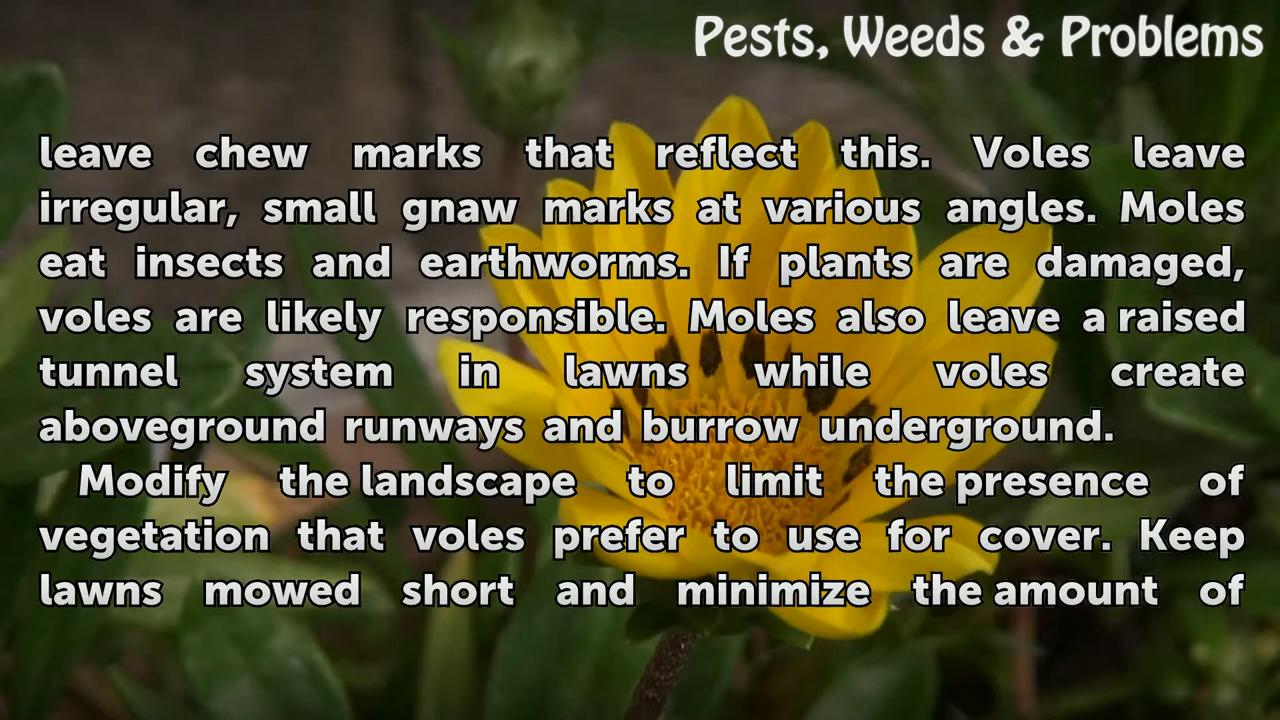 Pests, Weeds & Problems
leave chew marks that reflect this. Voles leave
irregular, small gnaw marks at various angles. Moles
eat insects and earthworms. If plants are damaged,
voles are likely responsible. Moles also leave a raised
tunnel system in lawns while voles create
aboveground runways and burrow underground.
Modify the landscape to limit the presence of
vegetation that voles prefer to use for cover. Keep
lawns mowed short and minimize the amount of